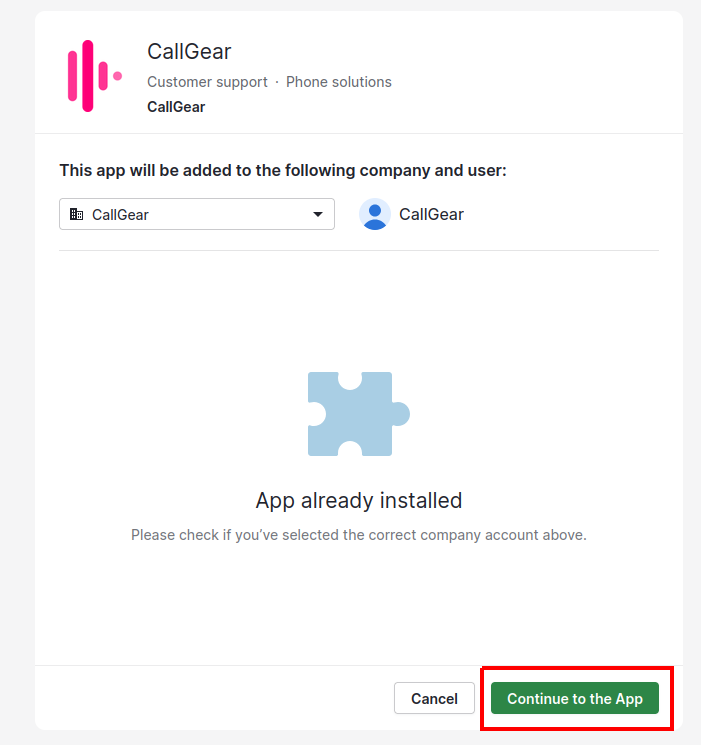 CallGear
Customer support · Phone solutions
CallGear
This app will be added to the following company and user:
CallGear
CallGear
App already installed
Please check if you’ve selected the correct company account above.
Cancel
Continue to the App